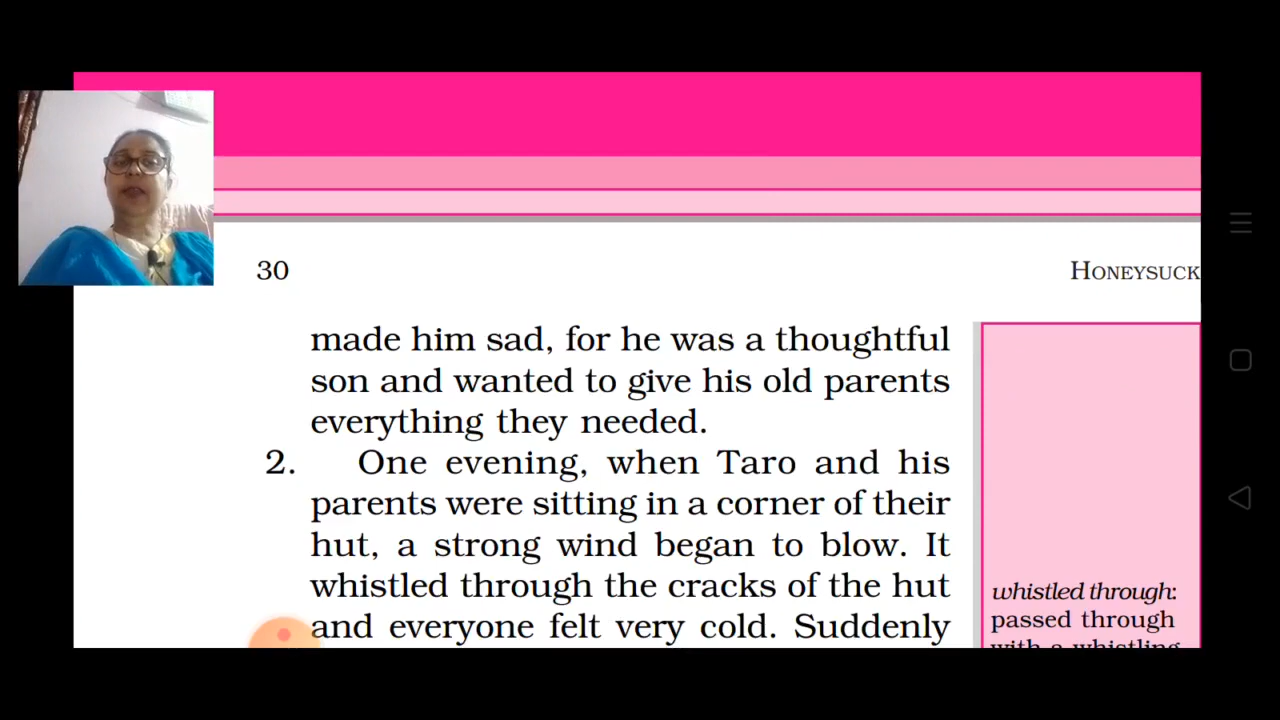 30
HONEYSUCK
made him sad, for he was a thoughtful
son and wanted to give his old parents
everything they needed.
2. One evening, when Taro and his
parents were sitting in a corner of their
hut, a strong wind began to blow. It
whistled through the cracks of the hut
and everyone felt very cold. Suddenly
whistled through:
passed through
with a whistling